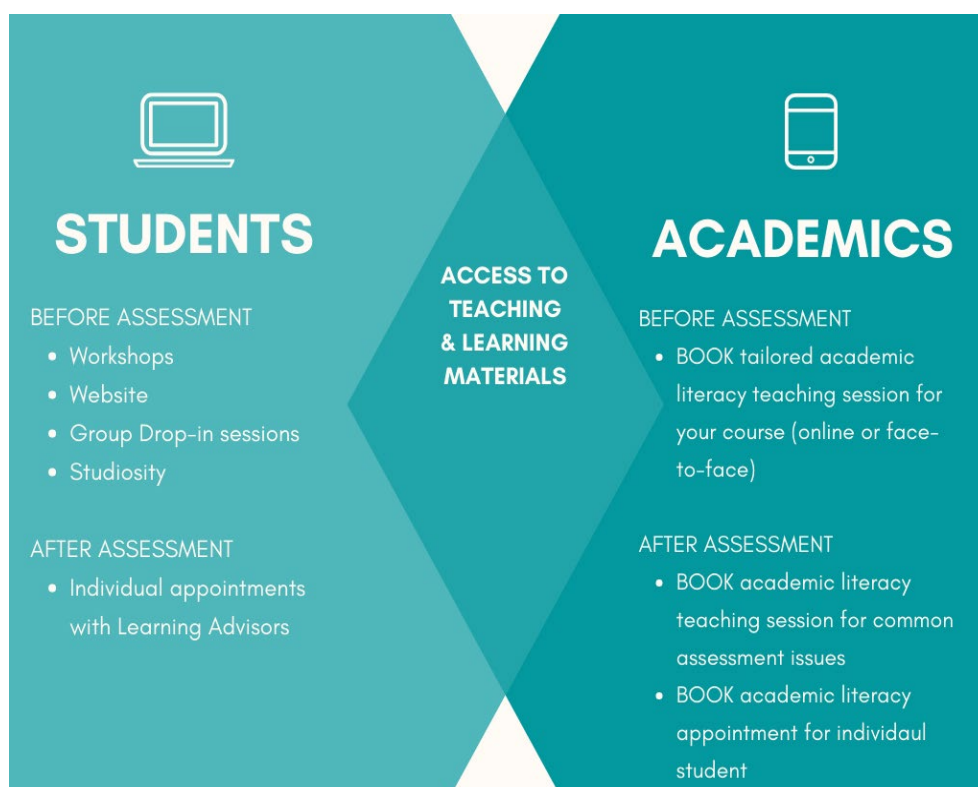 STUDENTS
BEFORE ASSESSMENT
• Workshops
• Website
• Group Drop-in sessions
• Studiosity
AFTER ASSESSMENT
• Individual appointments
with Learning Advisors
ACCESS TO
TEACHING
& LEARNING
MATERIALS
ACADEMICS
BEFORE ASSESSMENT
• BOOK tailored academic
literacy teaching session for
your course (online or face-
to-face)
AFTER ASSESSMENT
• BOOK academic literacy
teaching session for common
assessment issues
• BOOK academic literacy
appointment for individaul
student